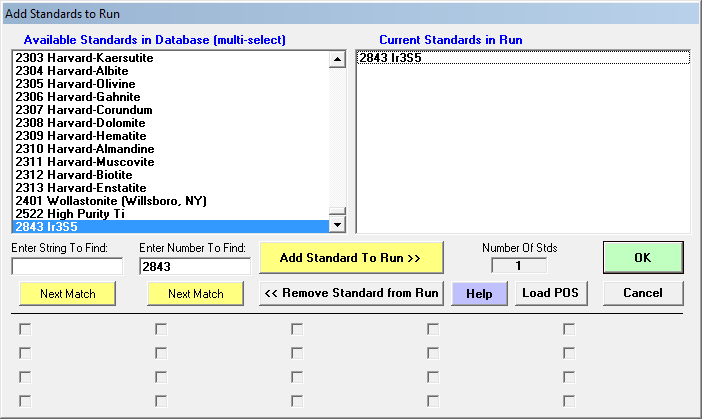 Add Standards to Run
Available Standards in Database (multi-select)
Current Standards in Run
2303 Harvard-Kaersutite
2304 Harvard-Albite
2305 Harvard-Olivine
2306 Harvard-Gahnite
2307 Harvard-Corundum
2308 Harvard-Dolomite
2309 Harvard-Hematite
2310 Harvard-Almandine
2311 Harvard-Muscovite
2312 Harvard-Biotite
2313 Harvard-Enstatite
2401 Wollastonite (Willsboro, NY)
2522 High Purity Ti
2843 Ir3S5
2843 Ir3S5
Enter String To Find:
Enter Number To Find:
2843
Next Match
Next Match
Add Standard To Run >>
<< Remove Standard from Run
Number Of Stds
1
Help
Load POS
OK
Cancel